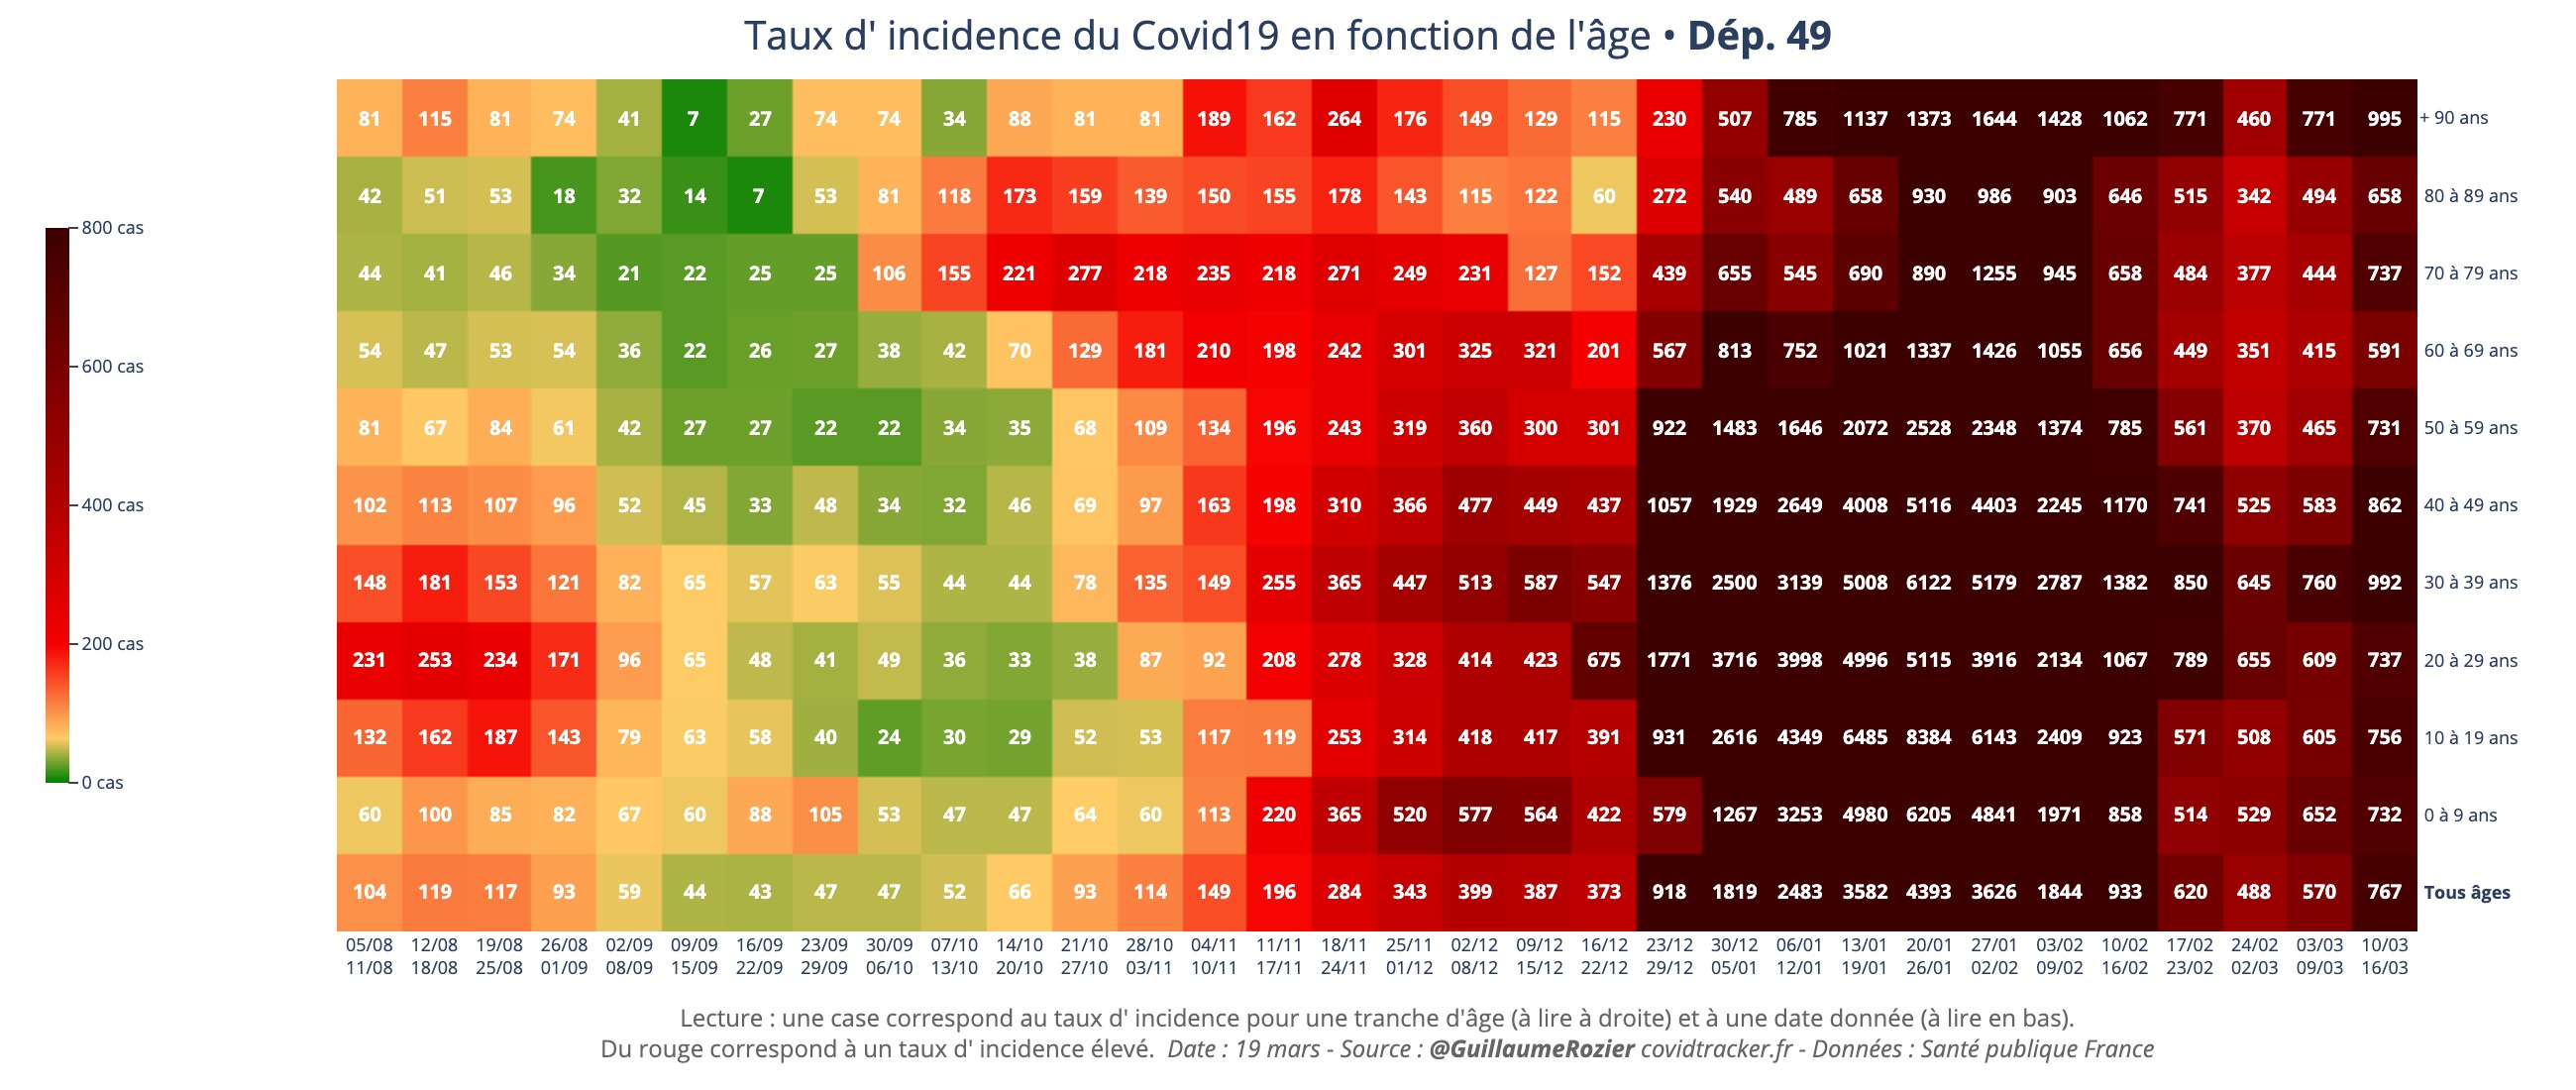 Taux d' incidence du Covid19 en fonction de l'âge • Dép. 49
800 cas
600 cas
400 cas
200 cas
0 cas
81 115 81 74 41 7 27 74 74 34 88 81 81 189 162 264 176 149 129 115 230 507 785 1137 1373 1644 1428 1062 771 460 771 995 + 90 ans
42 51 53 18 32 14 7 53 81 118 173 159 139 150 155 178 143 115 122 60 272 540 489 658 930 986 903 646 515 342 494 658 80 à 89 ans
44 41 46 34 21 22 25 25 106 155 221 277 218 235 218 271 249 231 127 152 439 655 545 690 890 1255 945 658 484 377 444 737 70 à 79 ans
54 47 53 54 36 22 26 27 38 42 70 129 181 210 198 242 301 325 321 201 567 813 752 1021 1337 1426 1055 656 449 351 415 591 60 à 69 ans
81 67 84 61 42 27 27 22 22 34 35 68 109 134 196 243 319 360 300 301 922 1483 1646 2072 2528 2348 1374 785 561 370 465 731 50 à 59 ans
102 113 107 96 52 45 33 48 34 32 46 69 97 163 198 310 366 477 449 437 1057 1929 2649 4008 5116 4403 2245 1170 741 525 583 862 40 à 49 ans
148 181 153 121 82 65 57 63 55 44 44 78 135 149 255 365 447 513 587 547 1376 2500 3139 5008 6122 5179 2787 1382 850 645 760 992 30 à 39 ans
231 253 234 171 96 65 48 41 49 36 33 38 87 92 208 278 328 414 423 675 1771 3716 3998 4996 5115 3916 2134 1067 789 655 609 737 20 à 29 ans
132 162 187 143 79 63 58 40 24 30 29 52 53 117 119 253 314 418 417 391 931 2616 4349 6485 8384 6143 2409 923 571 508 605 756 10 à 19 ans
60 100 85 82 67 60 88 105 53 47 47 64 60 113 220 365 520 577 564 422 579 1267 3253 4980 6205 4841 1971 858 514 529 652 732 0 à 9 ans
104 119 117 93 59 44 43 47 47 52 66 93 114 149 196 284 343 399 387 373 918 1819 2483 3582 4393 3626 1844 933 620 488 570 767 Tous âges
05/08 12/08 19/08 26/08 02/09 09/09 16/09 23/09 30/09 07/10 14/10 21/10 28/10 04/11 11/11 18/11 25/11 02/12 09/12 16/12 23/12 30/12 06/01 13/01 20/01 27/01 03/02 10/02 17/02 24/02 03/03 10/03
11/08 18/08 25/08 01/09 08/09 15/09 22/09 29/09 06/10 13/10 20/10 27/10 03/11 10/11 17/11 24/11 01/12 08/12 15/12 22/12 29/12 05/01 12/01 19/01 26/01 02/02 09/02 16/02 23/02 02/03 09/03 16/03
Lecture : une case correspond au taux d' incidence pour une tranche d'âge (à lire à droite) et à une date donnée (à lire en bas).
Du rouge correspond à un taux d' incidence élevé. Date : 19 mars - Source : @GuillaumeRozier covidtracker.fr - Données : Santé publique France